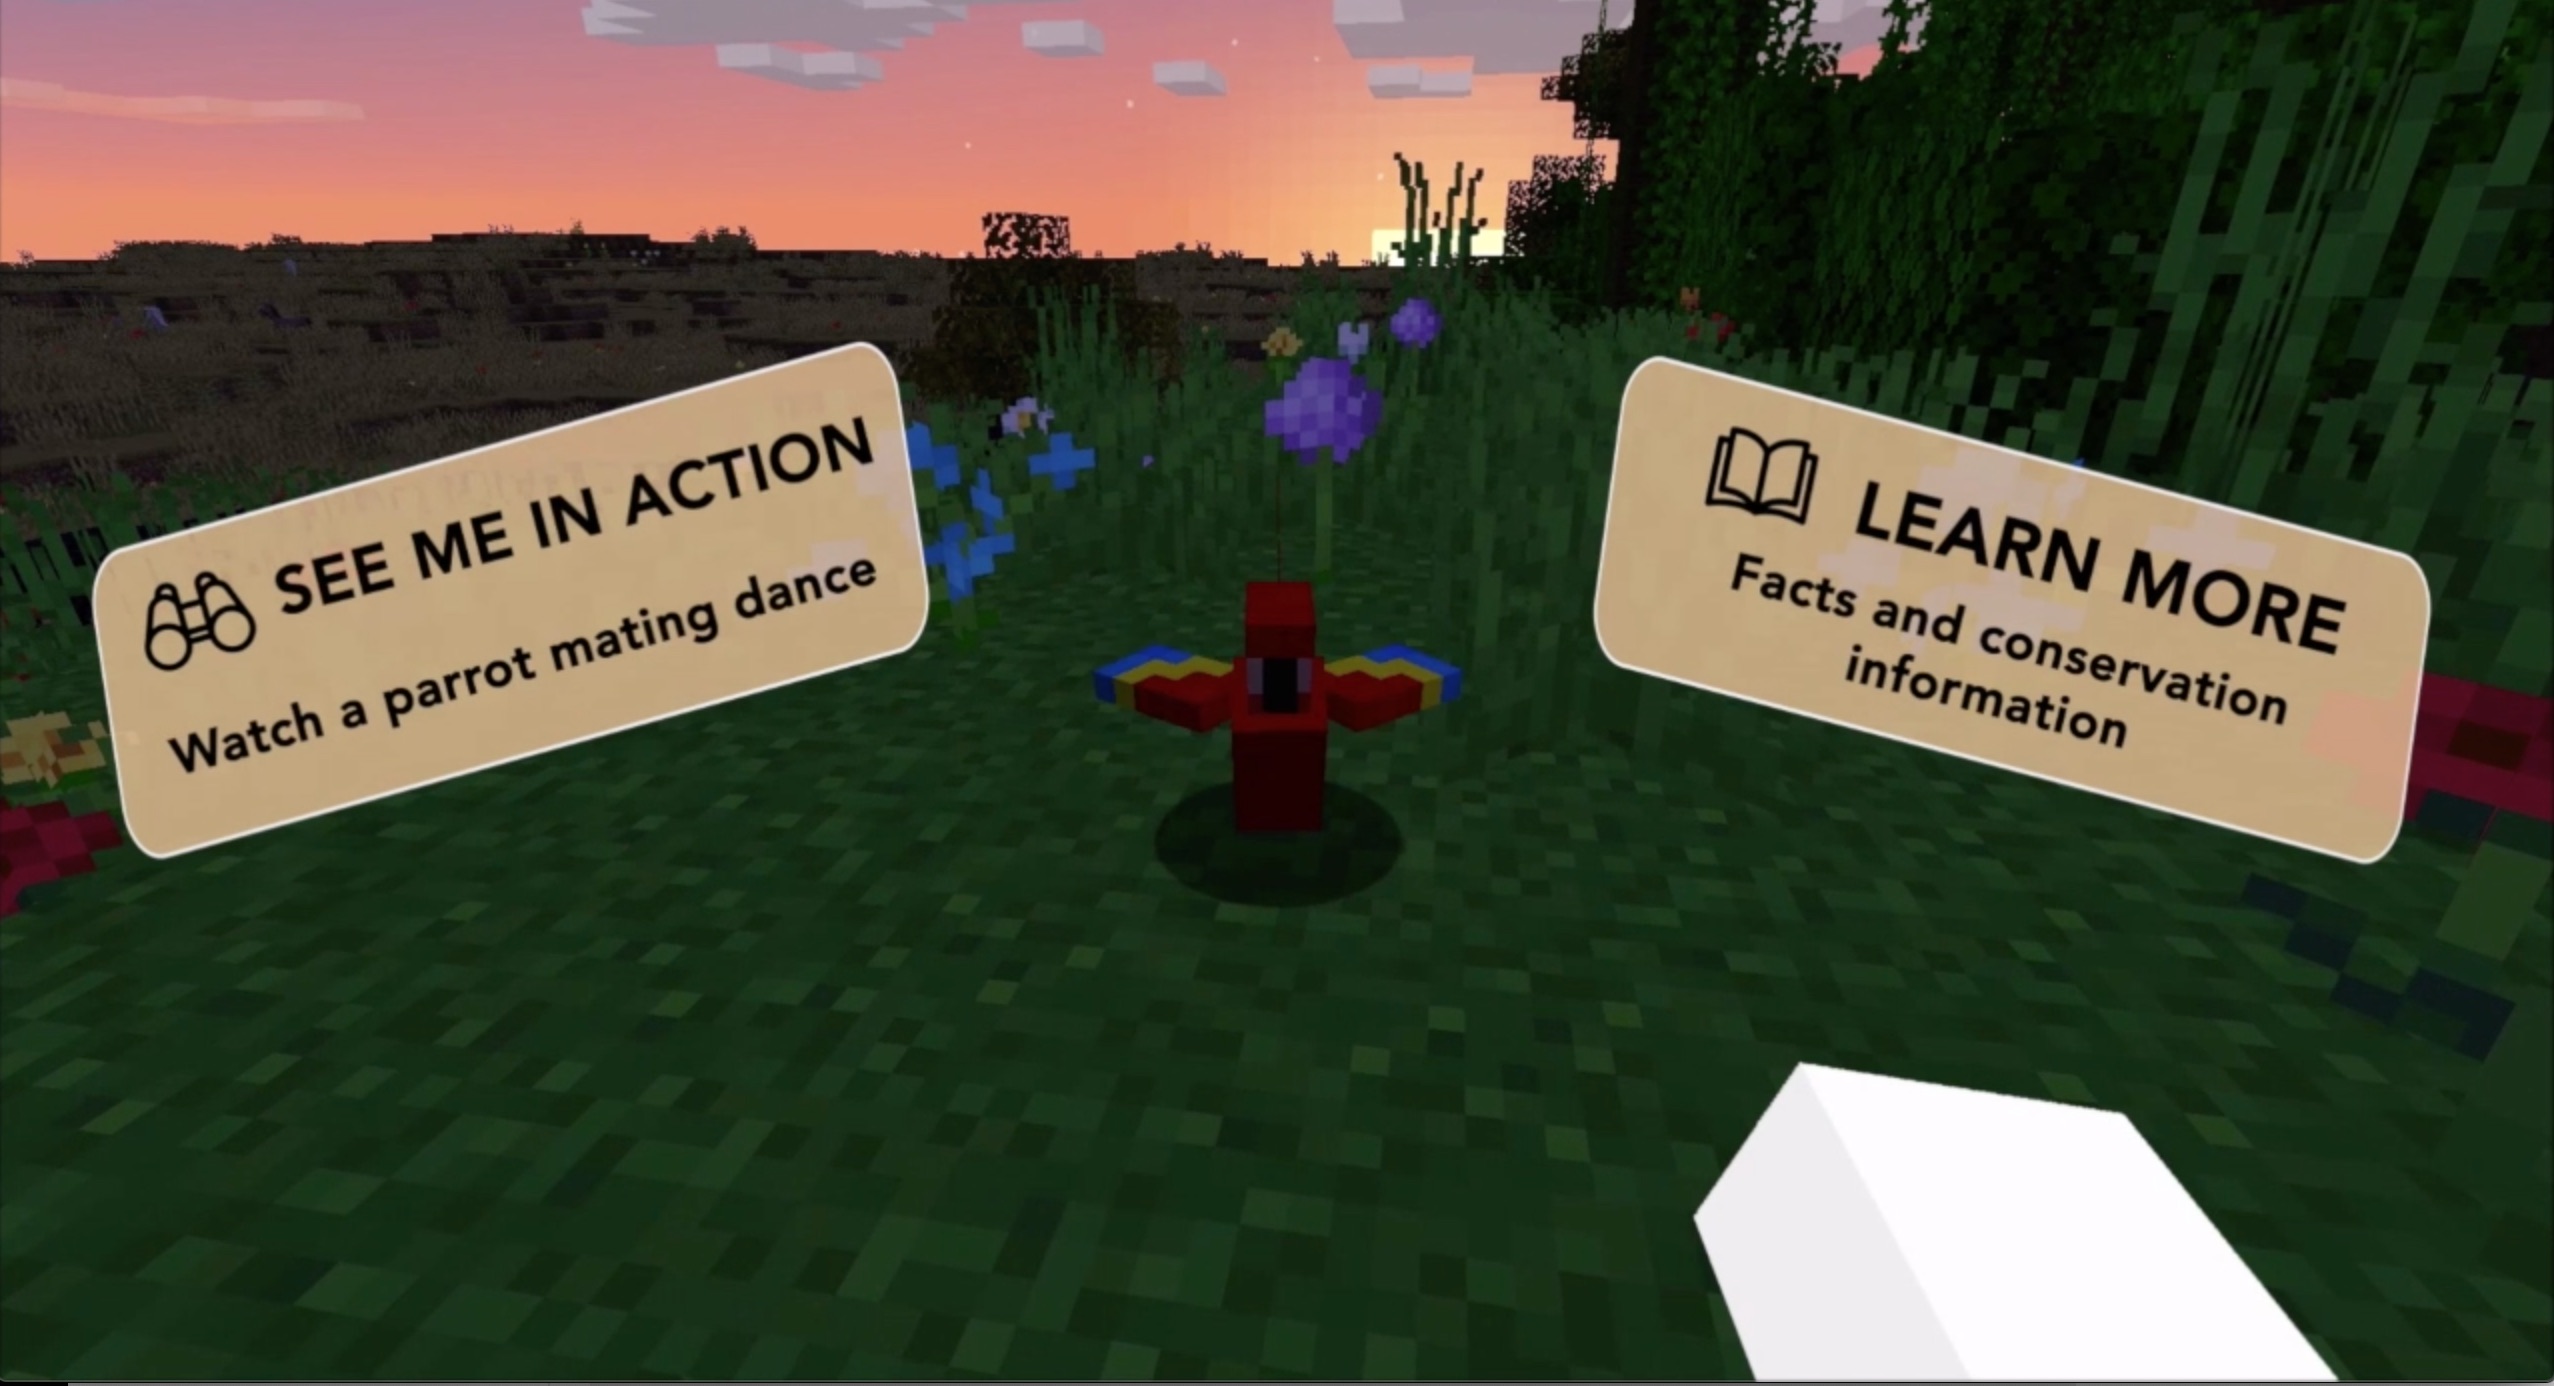 SEE ME IN ACTION
Watch a parrot mating dance
LEARN MORE
Facts and conservation
information